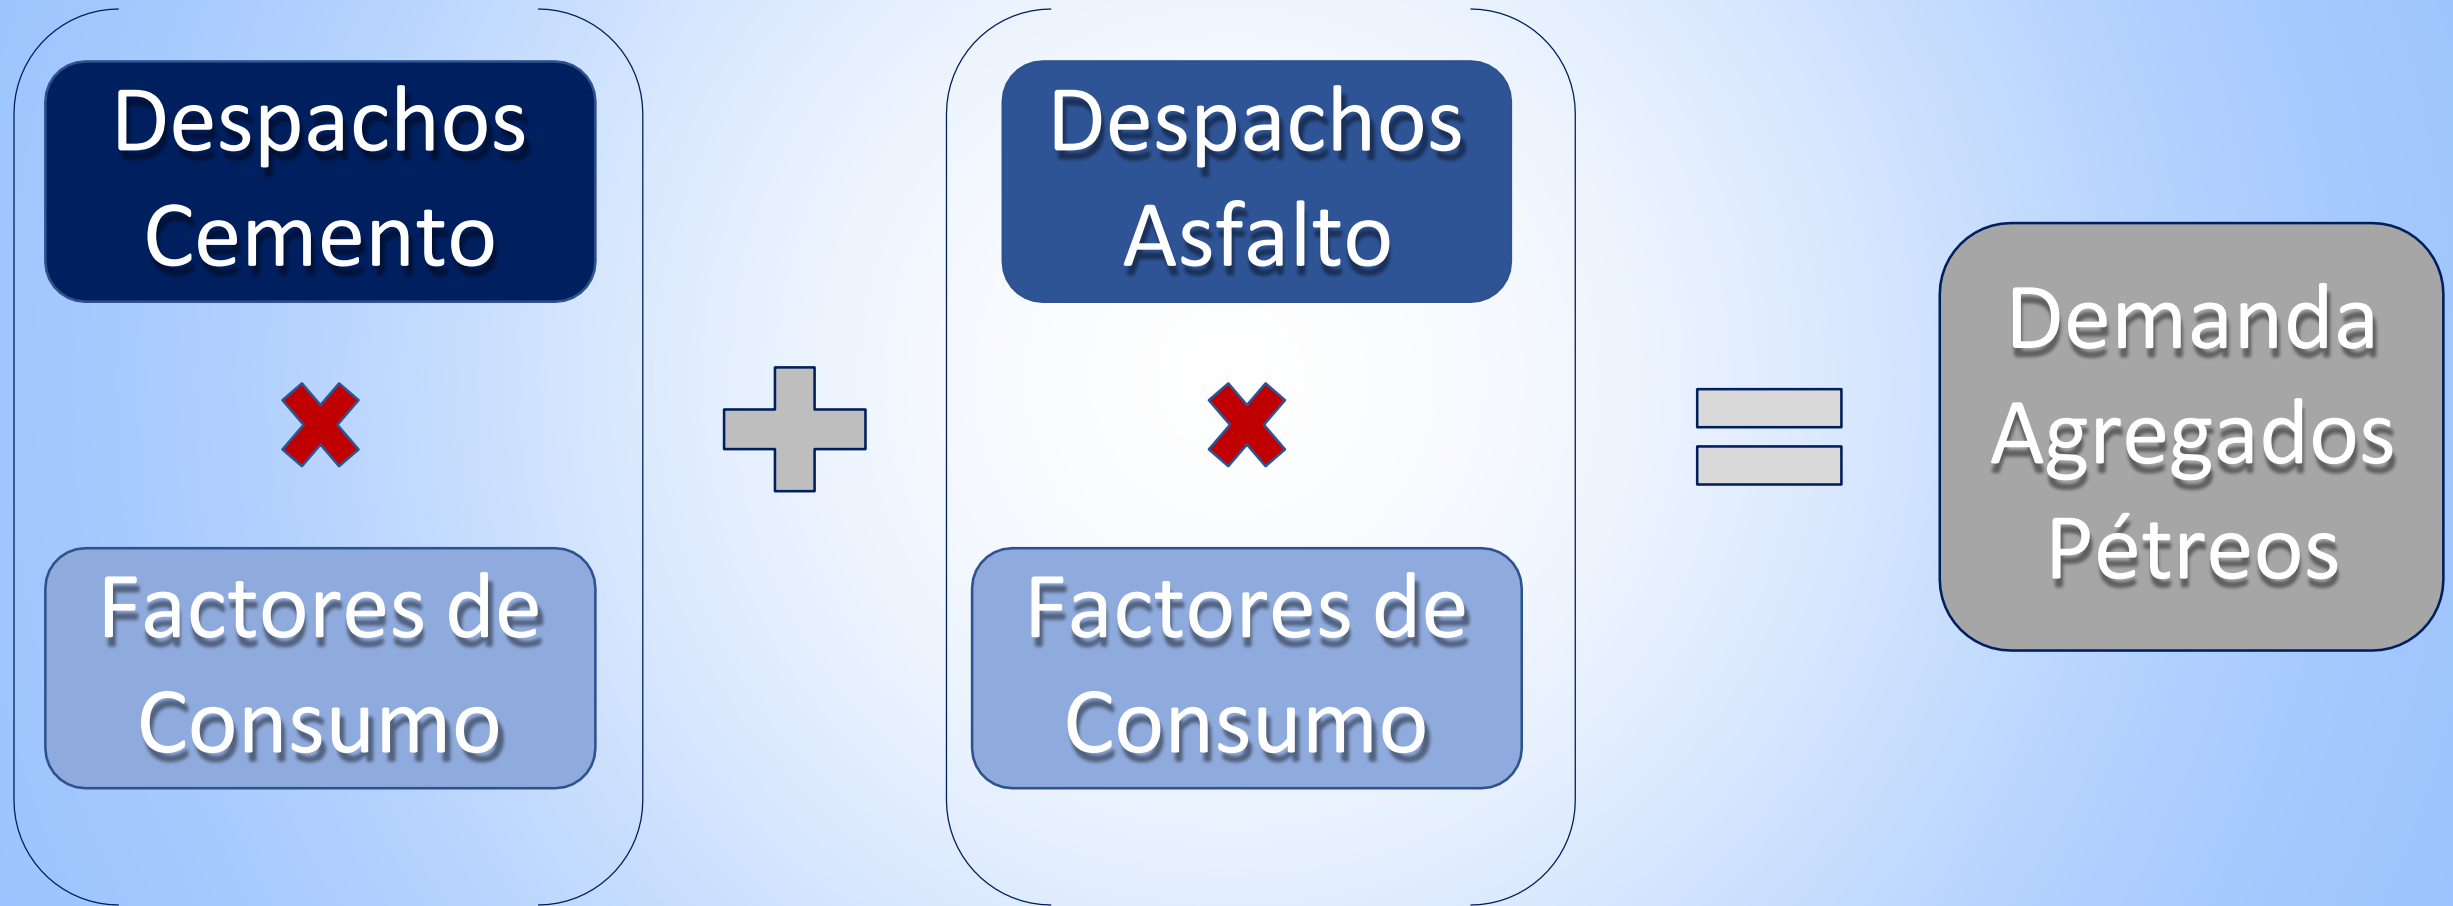 Despachos
Cemento
Factores de
Consumo
Despachos
Asfalto
Factores de
Consumo
Demanda
Agregados
Pétreos